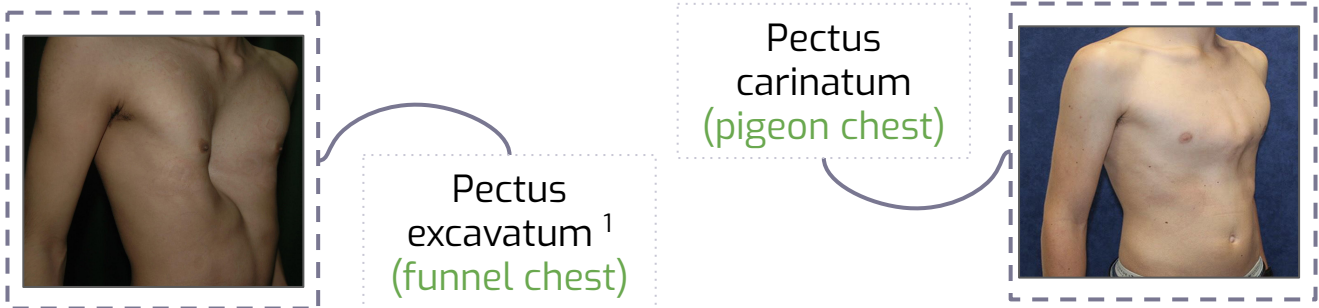 Pectus
excavatum ¹
(funnel chest)
Pectus
carinatum
(pigeon chest)